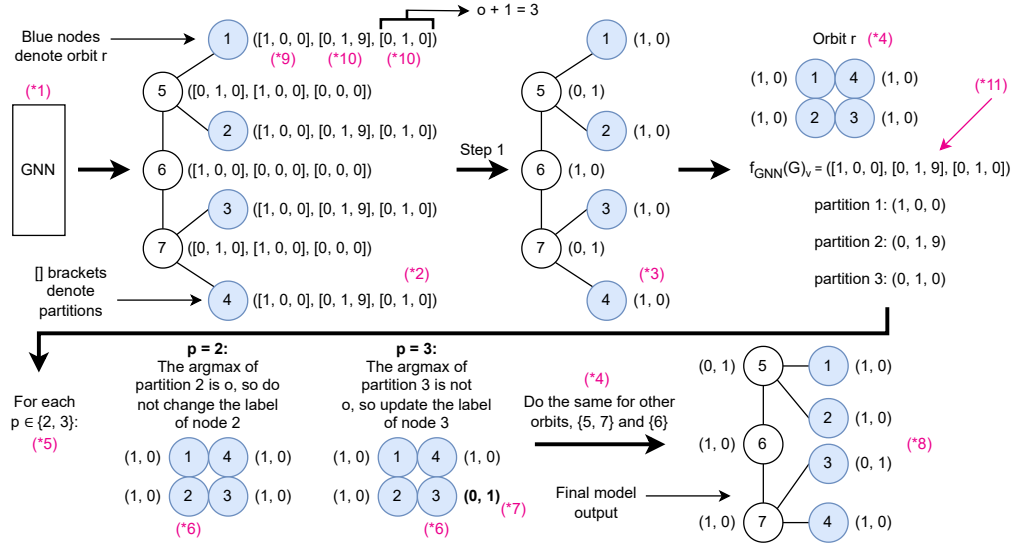 o + 1 = 3
Blue nodes
denote orbit r
1 ([1, 0, 0], [0, 1, 9], [0, 1, 0])
(*9) (*10) (*10)
(*1)
GNN
5 ([0, 1, 0], [1, 0, 0], [0, 0, 0])
2 ([1, 0, 0], [0, 1, 9], [0, 1, 0])
6 ([1, 0, 0], [0, 0, 0], [0, 0, 0])
3 ([1, 0, 0], [0, 1, 9], [0, 1, 0])
7 ([0, 1, 0], [1, 0, 0], [0, 0, 0])
(*2)
[] brackets
denote
partitions
4 ([1, 0, 0], [0, 1, 9], [0, 1, 0])
Step 1
1 (1, 0)
5 (0, 1)
2 (1, 0)
6 (1, 0)
3 (1, 0)
7 (0, 1)
(*3)
4 (1, 0)
Orbit r (*4)
(1, 0) 1 4 (1, 0)
(1, 0) 2 3 (1, 0)
(*11)
fGNN(G)v = ([1, 0, 0], [0, 1, 9], [0, 1, 0])
partition 1: (1, 0, 0)
partition 2: (0, 1, 9)
partition 3: (0, 1, 0)
For each
p ∈ {2, 3}:
(*5)
p = 2:
The argmax of
partition 2 is o, so do
not change the label
of node 2
(1, 0) 1 4 (1, 0)
(1, 0) 2 3 (1, 0)
(*6)
p = 3:
The argmax of
partition 3 is not
o, so update the label
of node 3
(1, 0) 1 4 (1, 0)
(1, 0) 2 3 (0, 1)
(*7)
(*6)
(*4)
Do the same for other
orbits, {5, 7} and {6}
Final model
output
(0, 1) 5 1 (1, 0)
2 (1, 0)
(1, 0) 6
(*8)
3 (0, 1)
(1, 0) 7 4 (1, 0)